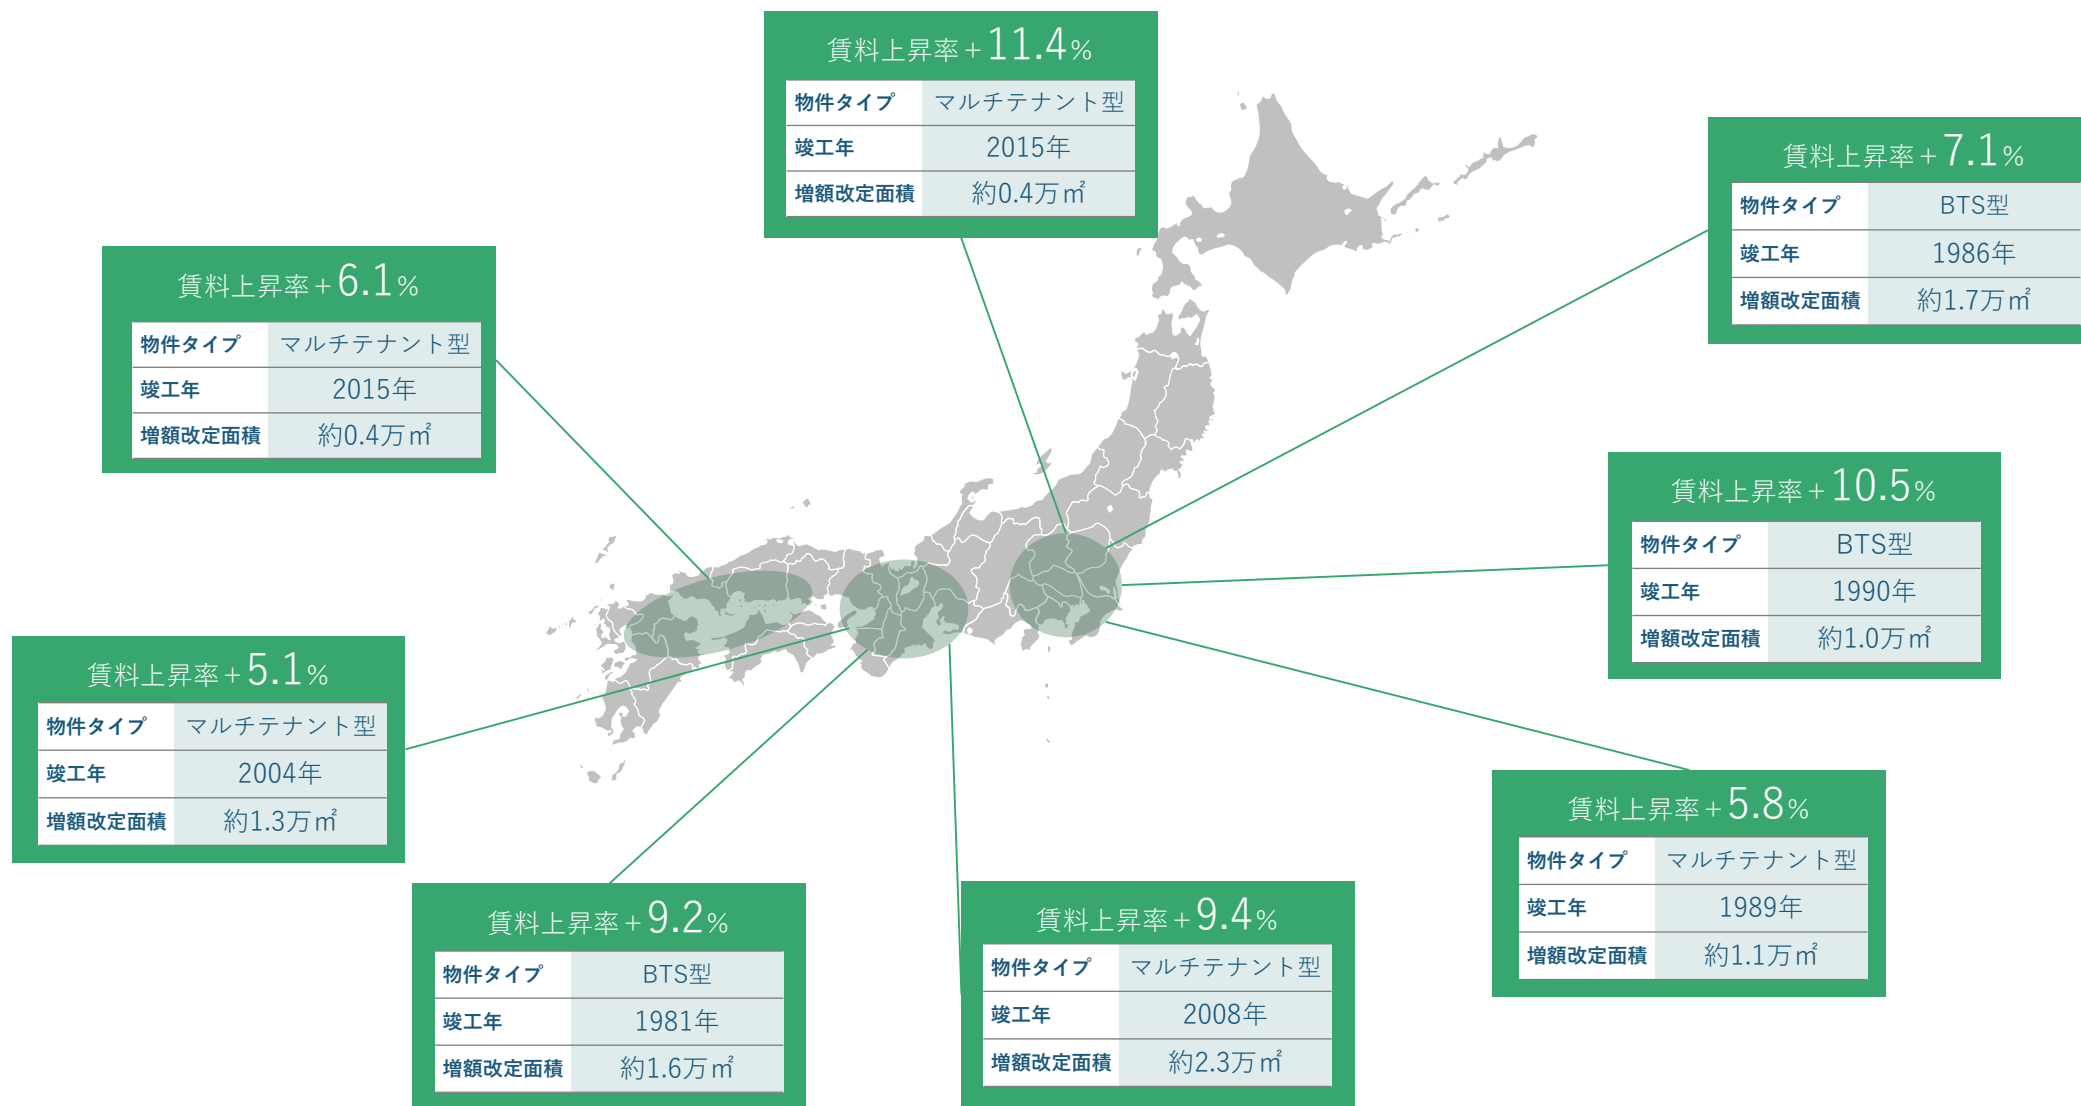 賃料上昇率+11.4%
物件タイプ マルチテナント型
竣工年 2015年
増額改定面積 約0.4万㎡
賃料上昇率+7.1%
物件タイプ BTS型
竣工年 1986年
増額改定面積 約1.7万㎡
賃料上昇率+6.1%
物件タイプ マルチテナント型
竣工年 2015年
増額改定面積 約0.4万㎡
賃料上昇率+10.5%
物件タイプ BTS型
竣工年 1990年
増額改定面積 約1.0万㎡
賃料上昇率+5.1%
物件タイプ マルチテナント型
竣工年 2004年
増額改定面積 約1.3万㎡
賃料上昇率+5.8%
物件タイプ マルチテナント型
竣工年 1989年
増額改定面積 約1.1万㎡
賃料上昇率+9.2%
物件タイプ BTS型
竣工年 1981年
増額改定面積 約1.6万㎡
賃料上昇率+9.4%
物件タイプ マルチテナント型
竣工年 2008年
増額改定面積 約2.3万㎡